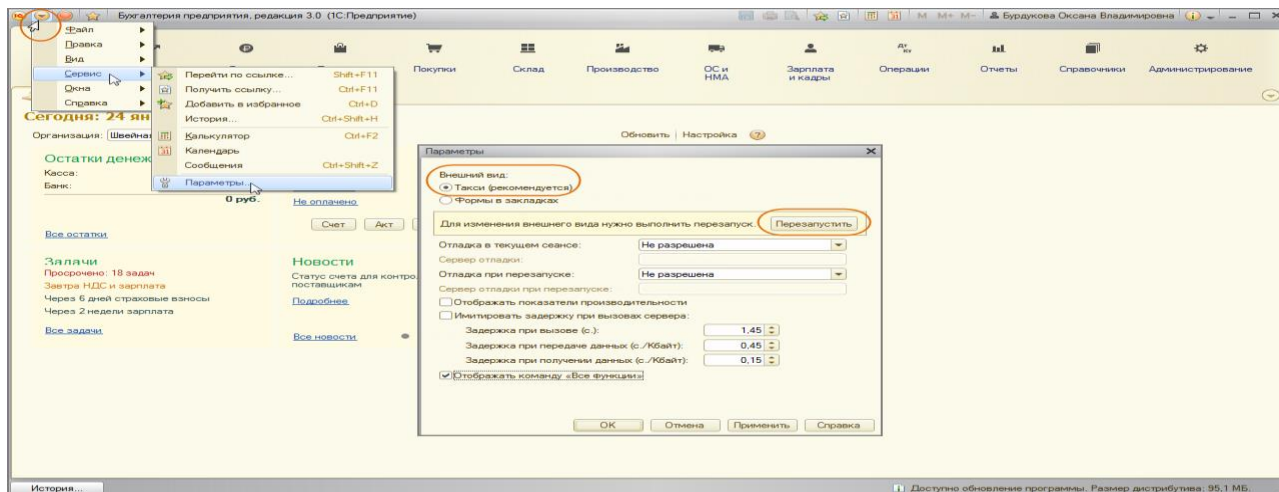 Бухгалтерия предприятия, редакция 3.0 (1С:Предприятие)
M M+ M-
Бурдукова Оксана Владимировна
Файл
Правка
Вид
Сервис
Окна
Справка
Перейти по ссылке... Shift+F11
Получить ссылку... Ctrl+F11
Добавить в избранное Ctrl+D
История... Ctrl+Shift+H
Калькулятор Ctrl+F2
Календарь
Сообщения Ctrl+Shift+Z
Параметры...
Покупки
Склад
Производство
ОС и
НМА
Зарплата
и кадры
Операции
Отчеты
Справочники
Администрирование
Сегодня: 24 ян
Организация: Швейна
Обновить Настройка
Остатки денеж
Касса:
Банк:
0 руб.
Не оплачено
Счет Акт
Все остатки
Задачи
Просрочено: 18 задач
Завтра НДС и зарплата
Через 6 дней страховые взносы
Через 2 недели зарплата
Все задачи
Новости
Статус счета для контро
поставщикам
Подробнее
Все новости
Параметры
Внешний вид:
Такси (рекомендуется)
Формы в закладках
Для изменения внешнего вида нужно выполнить перезапуск. Перезапустить
Отладка в текущем сеансе: Не разрешена
Сервер отладки:
Отладка при перезапуске: Не разрешена
Сервер отладки при перезапуске:
Отображать показатели производительности
Имитировать задержку при вызовах сервера:
Задержка при вызове (с.): 1,45
Задержка при передаче данных (с./Кбайт): 0,45
Задержка при получении данных (с./Кбайт): 0,15
Отображать команду «Все функции»
ОК Отмена Применить Справка
История...
Доступно обновление программы. Размер дистрибутива: 95,1 МБ.